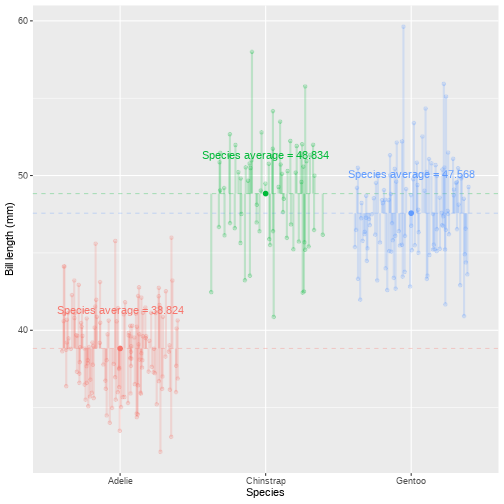 60
50
40
Bill length (mm)
Species average = 48.834
Species average = 47.568
Species average = 38.824
Adelie
Chinstrap
Gentoo
Species